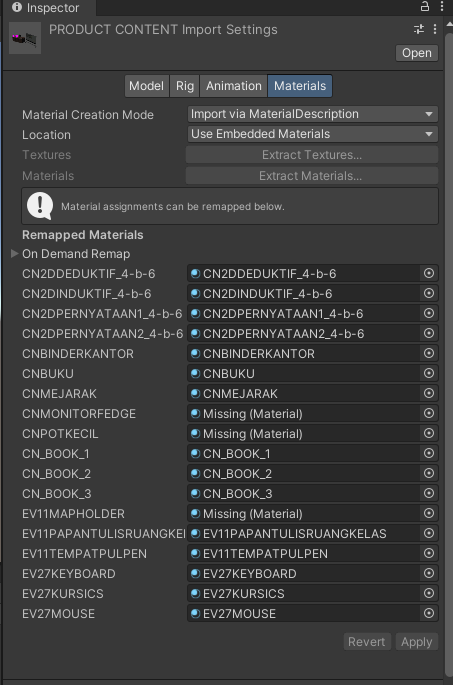 Inspector
PRODUCT CONTENT Import Settings
Open
Model Rig Animation Materials
Material Creation Mode Import via MaterialDescription
Location Use Embedded Materials
Textures Extract Textures...
Materials Extract Materials...
Material assignments can be remapped below.
Remapped Materials
On Demand Remap
CN2DDEDUKTIF_4-b-6 CN2DDEDUKTIF_4-b-6
CN2DINDUKTIF_4-b-6 CN2DINDUKTIF_4-b-6
CN2DPERNYATAAN1_4-b-6 CN2DPERNYATAAN1_4-b-6
CN2DPERNYATAAN2_4-b-6 CN2DPERNYATAAN2_4-b-6
CNBINDERKANTOR CNBINDERKANTOR
CNBUKU CNBUKU
CNMEJARAK CNMEJARAK
CNMONITORFEDGE Missing (Material)
CNPOTKECIL Missing (Material)
CN_BOOK_1 CN_BOOK_1
CN_BOOK_2 CN_BOOK_2
CN_BOOK_3 CN_BOOK_3
EV11MAPHOLDER Missing (Material)
EV11PAPANTULISRUANGKEL EV11PAPANTULISRUANGKELAS
EV11TEMPATPULPEN EV11TEMPATPULPEN
EV27KEYBOARD EV27KEYBOARD
EV27KURSICS EV27KURSICS
EV27MOUSE EV27MOUSE
Revert Apply